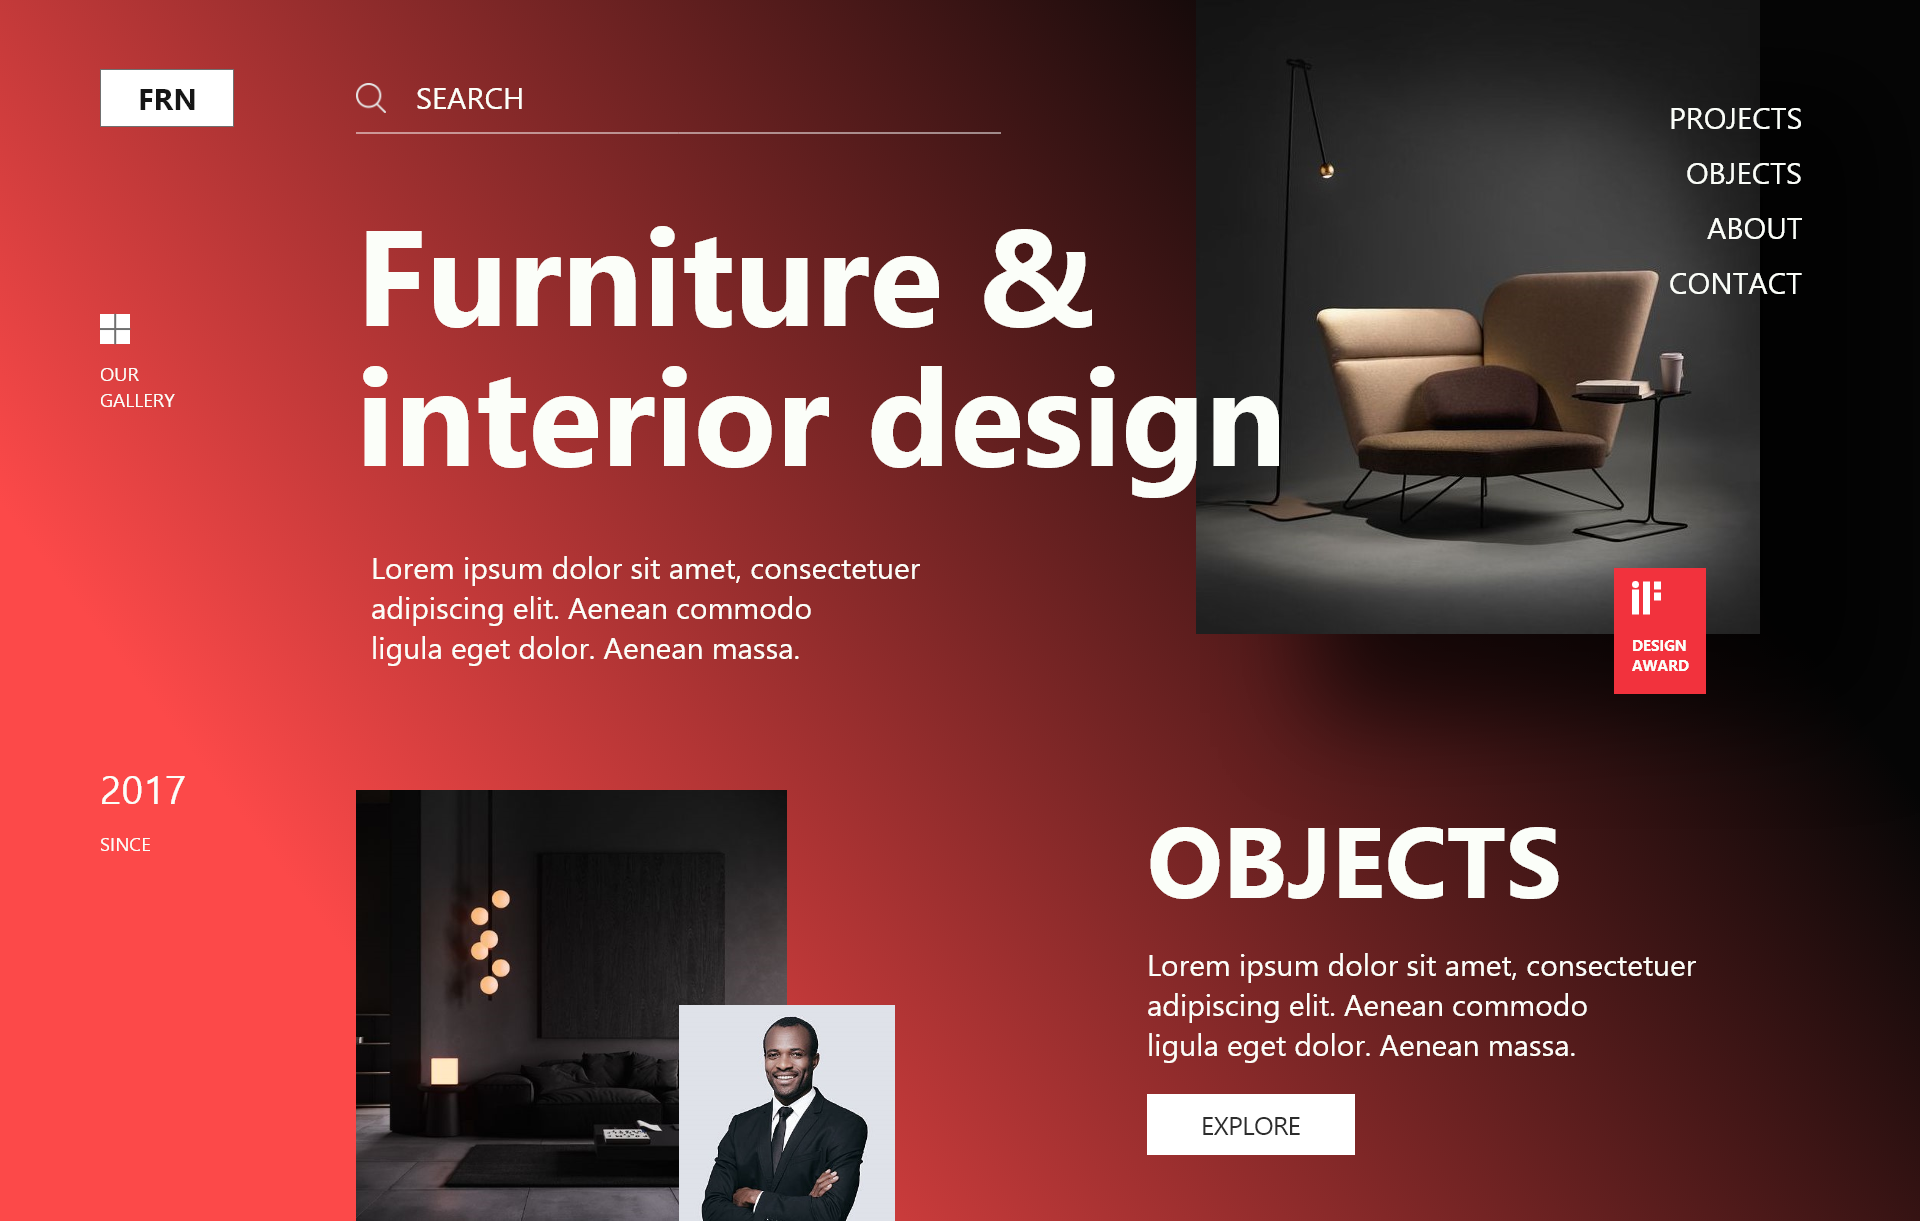 FRN
SEARCH
PROJECTS
OBJECTS
ABOUT
CONTACT
Furniture &
interior design
OUR
GALLERY
Lorem ipsum dolor sit amet, consectetuer
adipiscing elit. Aenean commodo
ligula eget dolor. Aenean massa.
iF
DESIGN
AWARD
2017
SINCE
OBJECTS
Lorem ipsum dolor sit amet, consectetuer
adipiscing elit. Aenean commodo
ligula eget dolor. Aenean massa.
EXPLORE